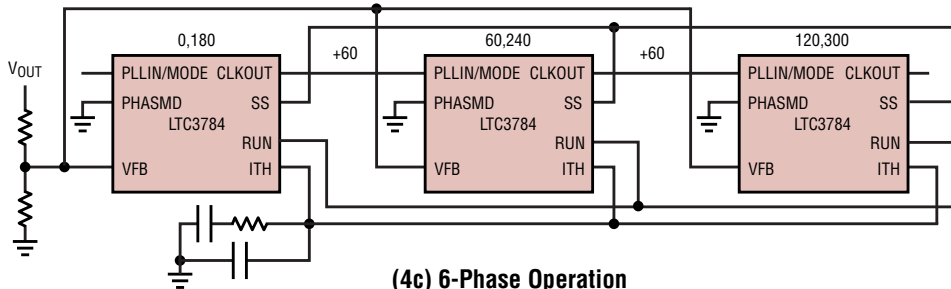 0,180
60,240
120,300
+60
+60
VOUT
PLLIN/MODE CLKOUT
PHASMD SS
LTC3784
RUN
VFB ITH
PLLIN/MODE CLKOUT
PHASMD SS
LTC3784
RUN
VFB ITH
PLLIN/MODE CLKOUT
PHASMD SS
LTC3784
RUN
VFB ITH
(4c) 6-Phase Operation